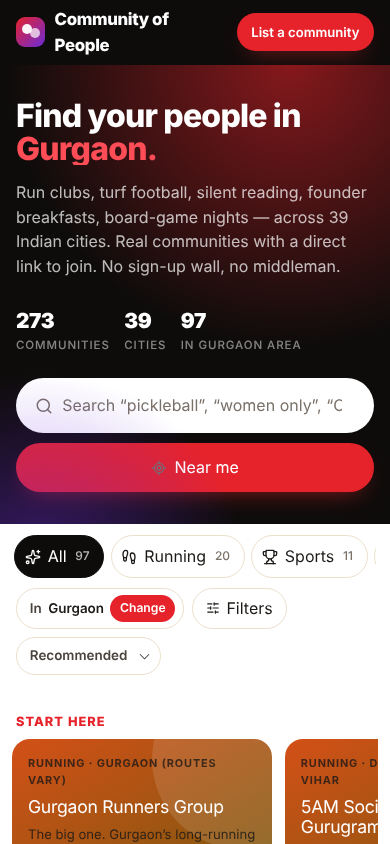 Community of
People
List a community
Find your people in
Gurgaon.
Run clubs, turf football, silent reading, founder
breakfasts, board-game nights — across 39
Indian cities. Real communities with a direct
link to join. No sign-up wall, no middleman.
273 39 97
COMMUNITIES CITIES IN GURGAON AREA
Search “pickleball”, “women only”, “C
Near me
All 97 Running 20 Sports 11
In Gurgaon Change Filters
Recommended
START HERE
RUNNING · GURGAON (ROUTES
VARY)
Gurgaon Runners Group
The big one. Gurgaon’s long-running
RUNNING · D
VIHAR
5AM Soci
Gurugram